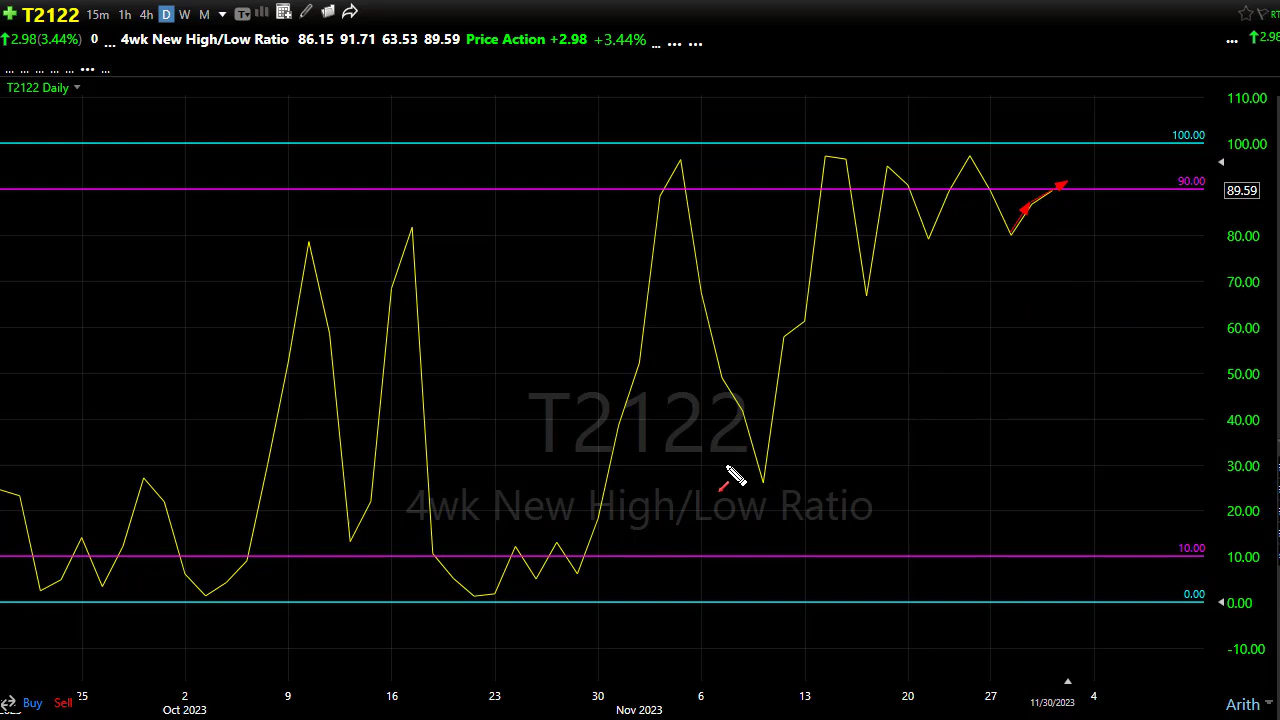 T2122 15m 1h 4h D W M T RT
2.98(3.44%) 0 ... 4wk New High/Low Ratio 86.15 91.71 63.53 89.59 Price Action +2.98 +3.44% ... ... ... ... 2.98
... ... ... ... ... ... ...
T2122 Daily
110.00
100.00 100.00
90.00
89.59
80.00
70.00
60.00
50.00
40.00
T2122
30.00
4wk New High/Low Ratio
20.00
10.00 10.00
0.00 0.00
-10.00
25 2 9 16 23 30 6 13 20 27 4
Buy Sell Oct 2023 Nov 2023 11/30/2023 Arith